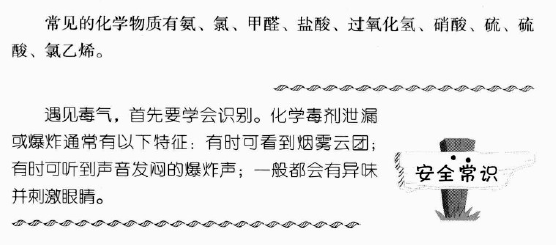 常见的化学物质有氨、氯、甲醛、盐酸、过氧化氢、硝酸、硫、硫
酸、氯乙烯。
遇见毒气，首先要学会识别。化学毒剂泄漏
或爆炸通常有以下特征：有时可看到烟雾云团；
有时可听到声音发闷的爆炸声；一般都会有异味
并刺激眼睛。
安全常识